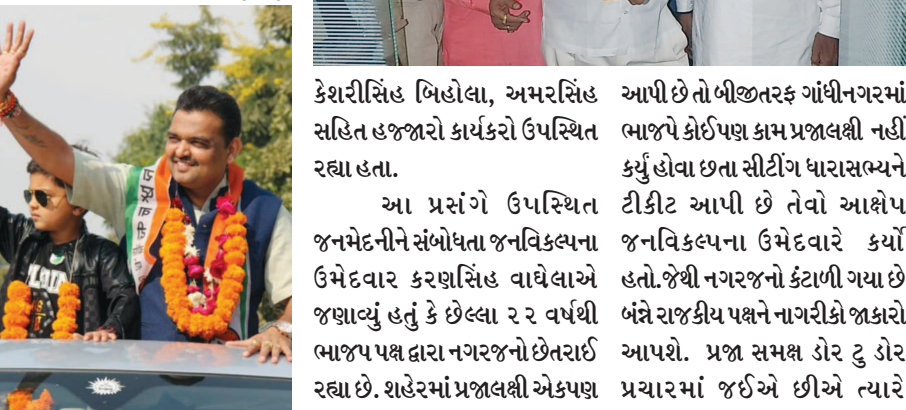 કેશરીસિંહ બિહોલા, અમરસિંહ
સહિત હજ્જારો કાર્યકરો ઉપસ્થિત
રહ્યા હતા.
આ પ્રસંગે ઉપસ્થિત
જનમેદનીને સંબોધતા જનવિકલ્પના
ઉમેદવાર કરણસિંહ વાઘેલાએ
જણાવ્યું હતું કે છેલ્લા ૨૨ વર્ષથી
ભાજપ પક્ષ દ્વારા નગરજનો છેતરાઈ
રહ્યા છે. શહેરમાં પ્રજાલક્ષી એકપણ
આપી છે તો બીજીતરફ ગાંધીનગરમાં
ભાજપે કોઈપણ કામ પ્રજાલક્ષી નહીં
કર્યું હોવા છતા સીટીંગ ધારાસભ્યને
ટીકીટ આપી છે તેવો આક્ષેપ
જનવિકલ્પના ઉમેદવારે કર્યો
હતો.જેથી નગરજનો કંટાળી ગયા છે
બંન્ને રાજકીય પક્ષને નાગરીકો જાકારો
આપશે. પ્રજા સમક્ષ ડોર ટુ ડોર
પ્રચારમાં જઈએ છીએ ત્યારે